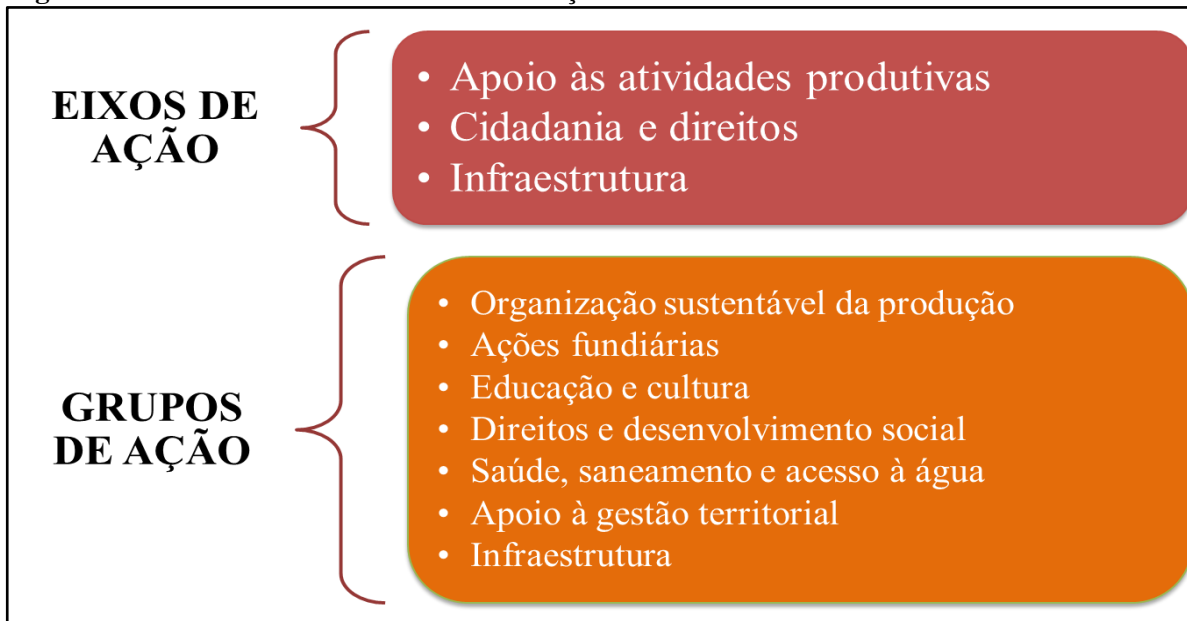 EIXOS DE
AÇÃO
• Apoio às atividades produtivas
• Cidadania e direitos
• Infraestrutura
GRUPOS
DE AÇÃO
• Organização sustentável da produção
• Ações fundiárias
• Educação e cultura
• Direitos e desenvolvimento social
• Saúde, saneamento e acesso à água
• Apoio à gestão territorial
• Infraestrutura